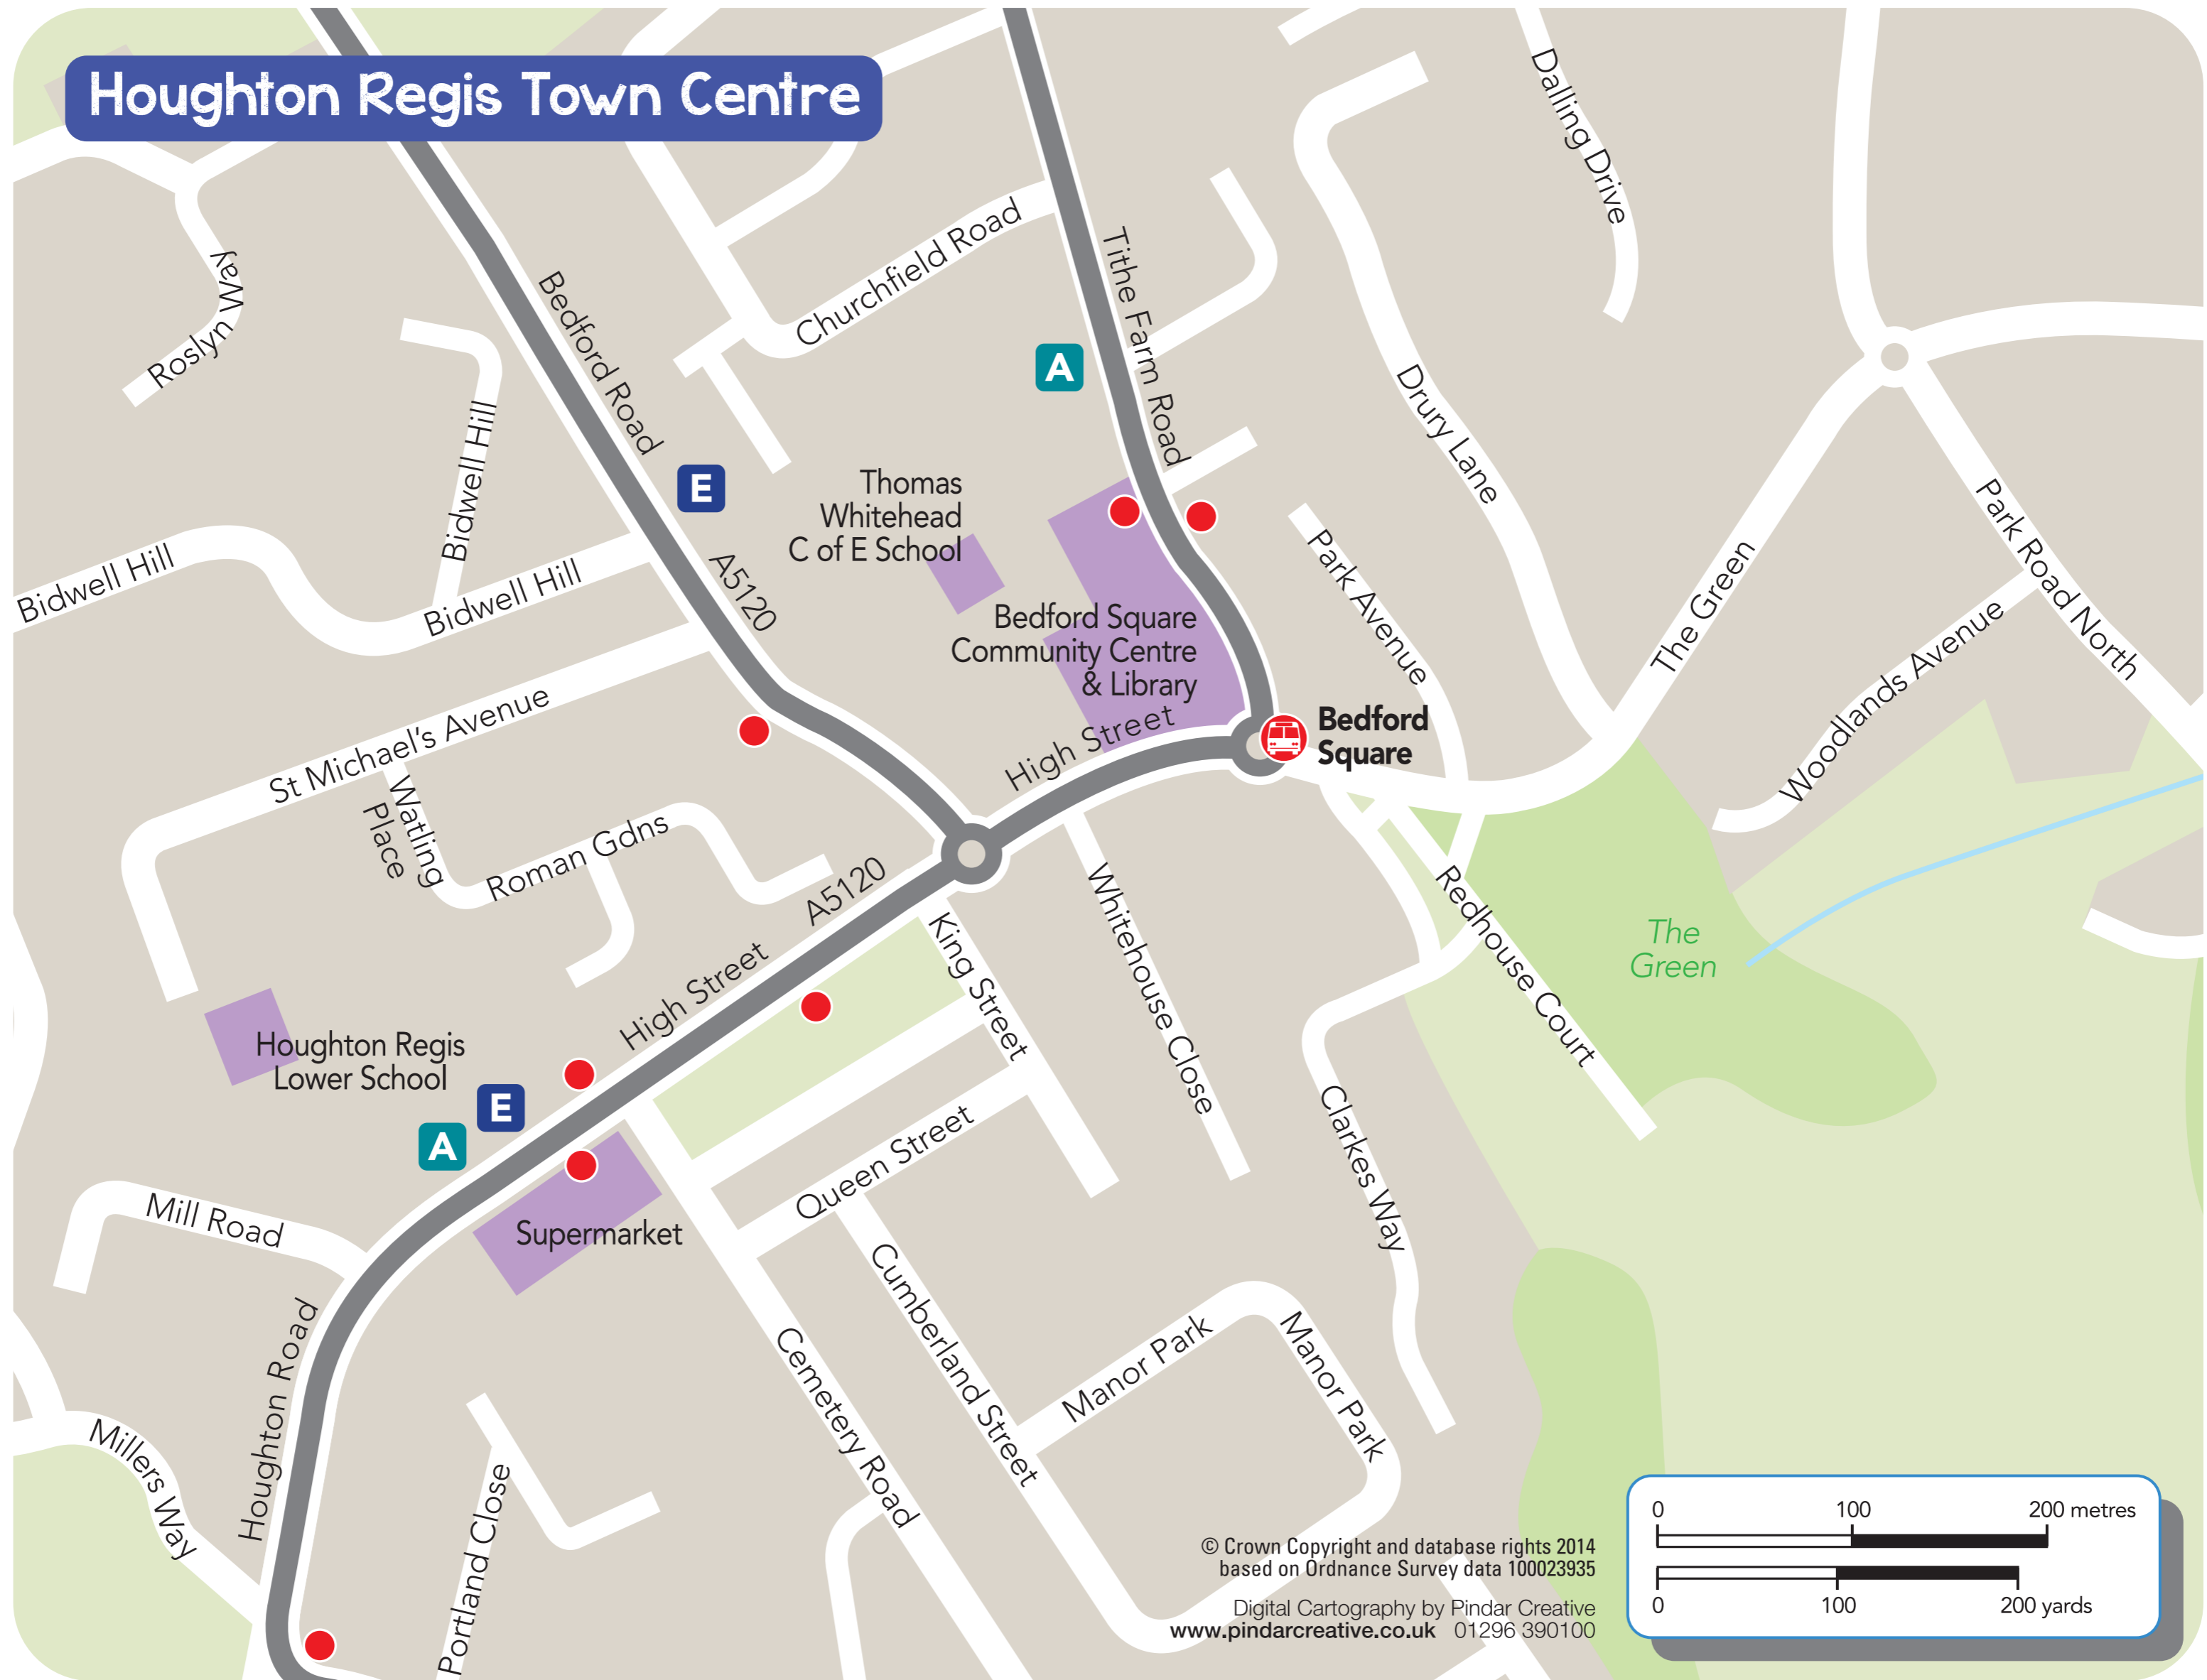 Houghton Regis Town Centre
Dalling Drive
Roslyn Way
Bedford Road
Churchfield Road
Tithe Farm Road
A
E
Bidwell Hill
Bidwell Hill
Bidwell Hill
Drury Lane
Thomas
Whitehead
C of E School
A5120
Park Avenue
Park Road North
The Green
Woodlands Avenue
Bedford Square
Community Centre
& Library
High Street
Bedford
Square
St Michael's Avenue
Watling
Place
Roman Gdns
A5120
High Street
King Street
Whitehouse Close
Redhouse Court
The
Green
Houghton Regis
Lower School
E
A
Supermarket
Queen Street
Clarkes Way
Mill Road
Houghton Road
Millers Way
Portland Close
Cemetery Road
Cumberland Street
Manor Park
Manor Park
0 100 200 metres
0 100 200 yards
© Crown Copyright and database rights 2014
based on Ordnance Survey data 100023935
Digital Cartography by Pindar Creative
www.pindarcreative.co.uk 01296 390100